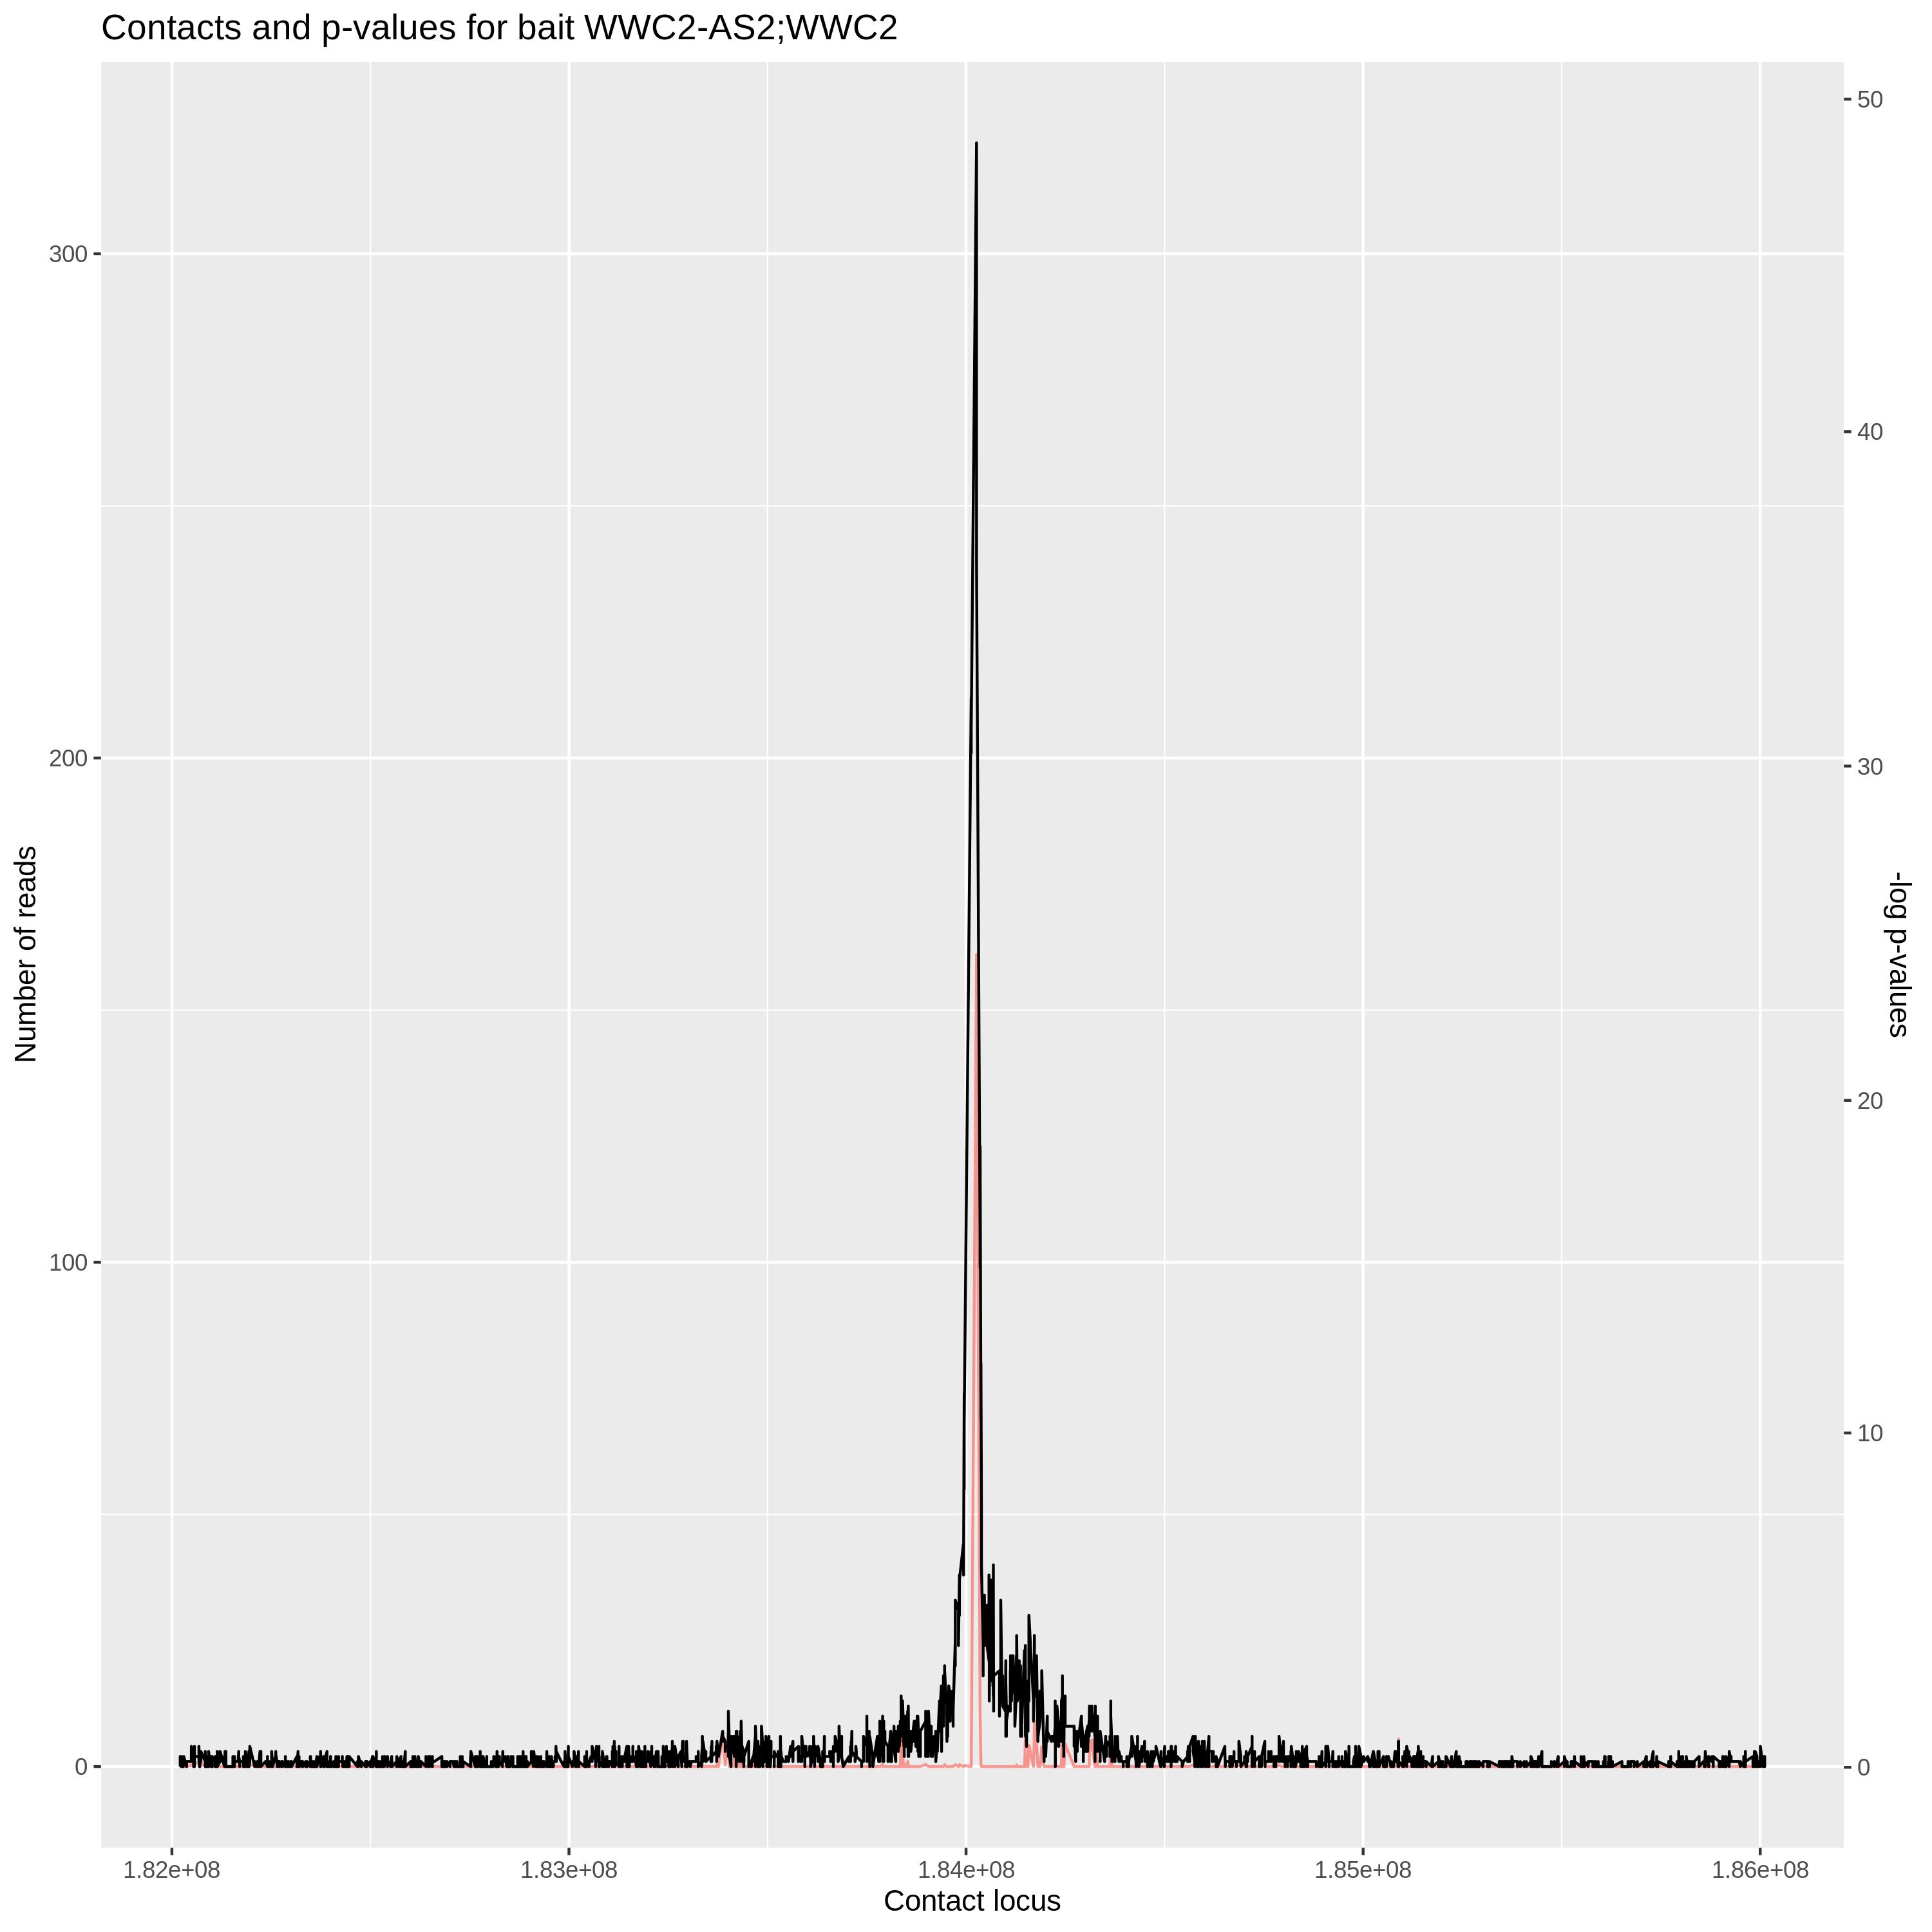 Contacts and p-values for bait WWC2-AS2;WWC2
300
200
100
0
Number of reads
50
40
30
20
10
0
-log p-values
1.82e+08 1.83e+08 1.84e+08 1.85e+08 1.86e+08
Contact locus